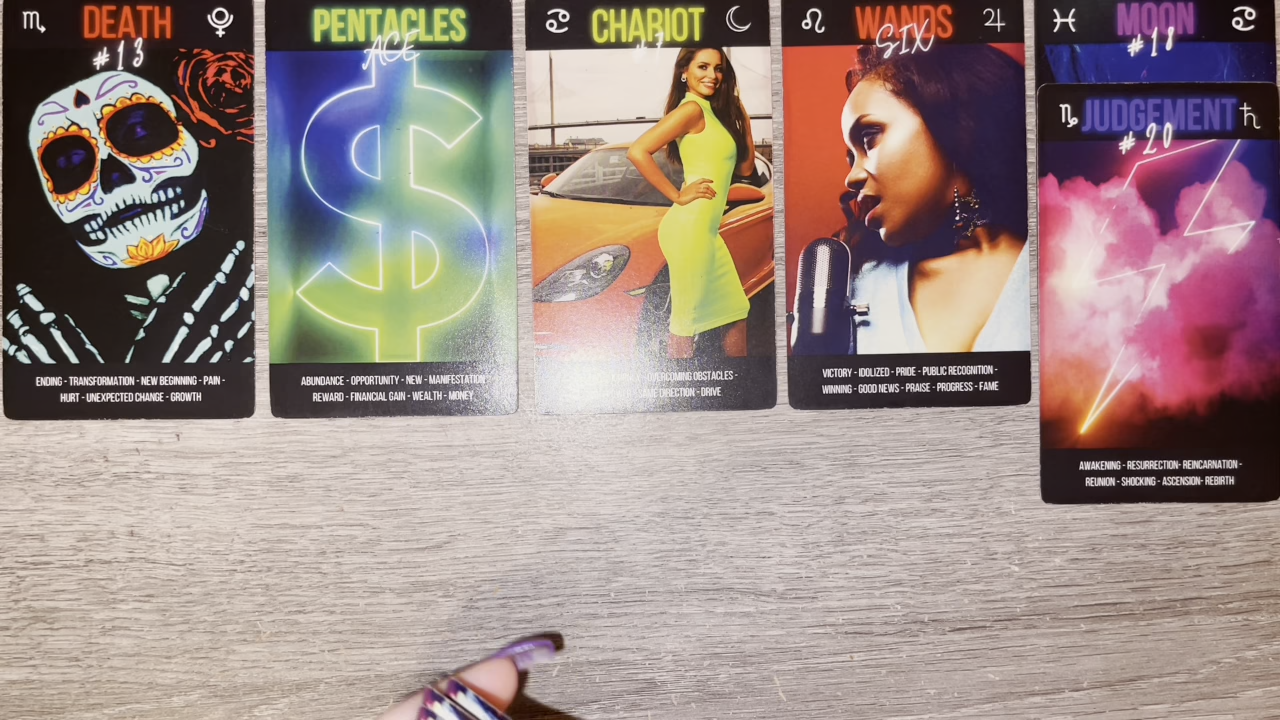 DEATH
#13
ENDING - TRANSFORMATION - NEW BEGINNING - PAIN -
HURT - UNEXPECTED CHANGE - GROWTH
PENTACLES
ACE
ABUNDANCE - OPPORTUNITY - NEW - MANIFESTATION
REWARD - FINANCIAL GAIN - WEALTH - MONEY
CHARIOT
OVERCOMING OBSTACLES -
DIRECTION - DRIVE
WANDS
SIX
VICTORY - IDOLIZED - PRIDE - PUBLIC RECOGNITION -
WINNING - GOOD NEWS - PRAISE - PROGRESS - FAME
MOON
#18
JUDGEMENT
#20
AWAKENING - RESURRECTION- REINCARNATION -
REUNION - SHOCKING - ASCENSION- REBIRTH